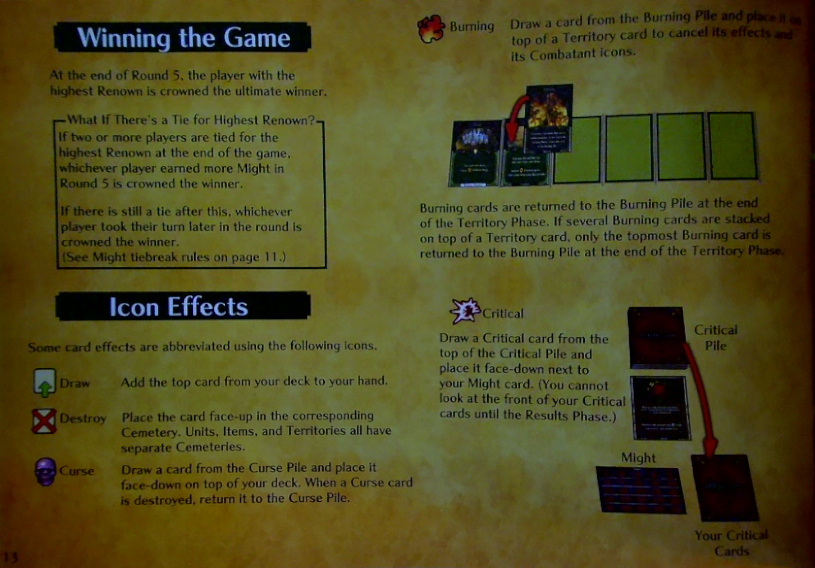 Winning the Game
At the end of Round 5, the player with the
highest Renown is crowned the ultimate winner.
What If There's a Tie for Highest Renown?
If two or more players are tied for the
highest Renown at the end of the game,
whichever player earned more Might in
Round 5 is crowned the winner.
If there is still a tie after this, whichever
player took their turn later in the round is
crowned the winner.
(See Might tiebreak rules on page 11.)
Icon Effects
Some card effects are abbreviated using the following icons.
Draw Add the top card from your deck to your hand.
Destroy Place the card face-up in the corresponding
Cemetery. Units, Items, and Territories all have
separate Cemeteries.
Curse Draw a card from the Curse Pile and place it
face-down on top of your deck. When a Curse card
is destroyed, return it to the Curse Pile.
13
Burning Draw a card from the Burning Pile and place it on
top of a Territory card to cancel its effects and
its Combatant icons.
Burning cards are returned to the Burning Pile at the end
of the Territory Phase. If several Burning cards are stacked
on top of a Territory card, only the topmost Burning card is
returned to the Burning Pile at the end of the Territory Phase.
Critical
Draw a Critical card from the
top of the Critical Pile and
place it face-down next to
your Might card. (You cannot
look at the front of your Critical
cards until the Results Phase.)
Critical
Pile
Might
Your Critical
Cards